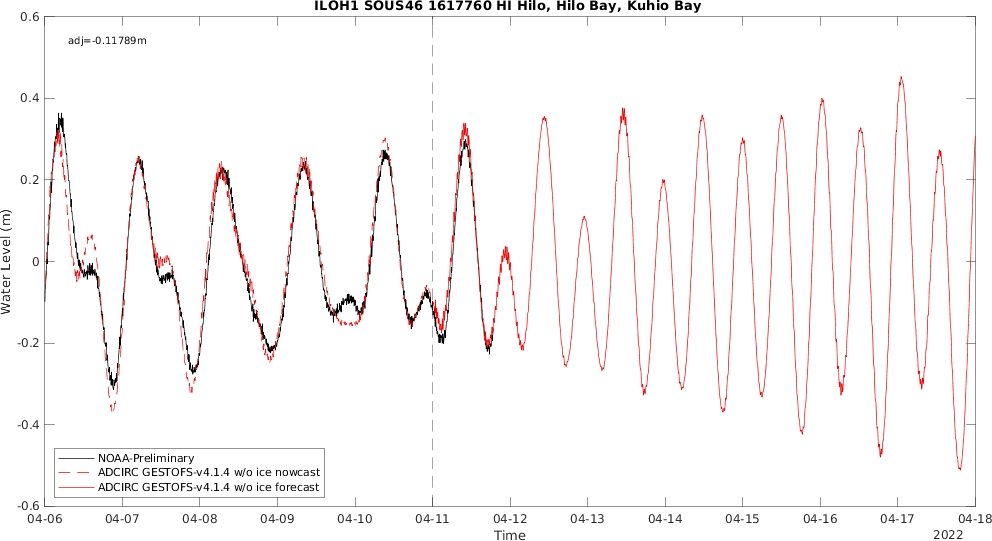 ILOH1 SOUS46 1617760 HI Hilo, Hilo Bay, Kuhio Bay
0.6
adj=-0.11789m
0.4
0.2
0
-0.2
-0.4
-0.6
Water Level (m)
NOAA-Preliminary
ADCIRC GESTOFS-v4.1.4 w/o ice nowcast
ADCIRC GESTOFS-v4.1.4 w/o ice forecast
04-06 04-07 04-08 04-09 04-10 04-11 04-12 04-13 04-14 04-15 04-16 04-17 04-18
Time
2022